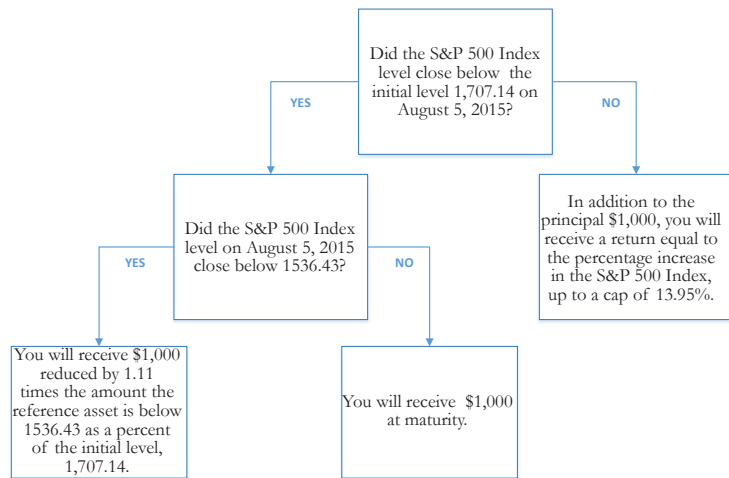 Did the S&P 500 Index
level close below the
initial level 1,707.14 on
August 5, 2015?
YES
NO
Did the S&P 500 Index
level on August 5, 2015
close below 1536.43?
In addition to the
principal $1,000, you will
receive a return equal to
the percentage increase
in the S&P 500 Index,
up to a cap of 13.95%.
YES
NO
You will receive $1,000
reduced by 1.11
times the amount the
reference asset is below
1536.43 as a percent
of the initial level,
1,707.14.
You will receive $1,000
at maturity.